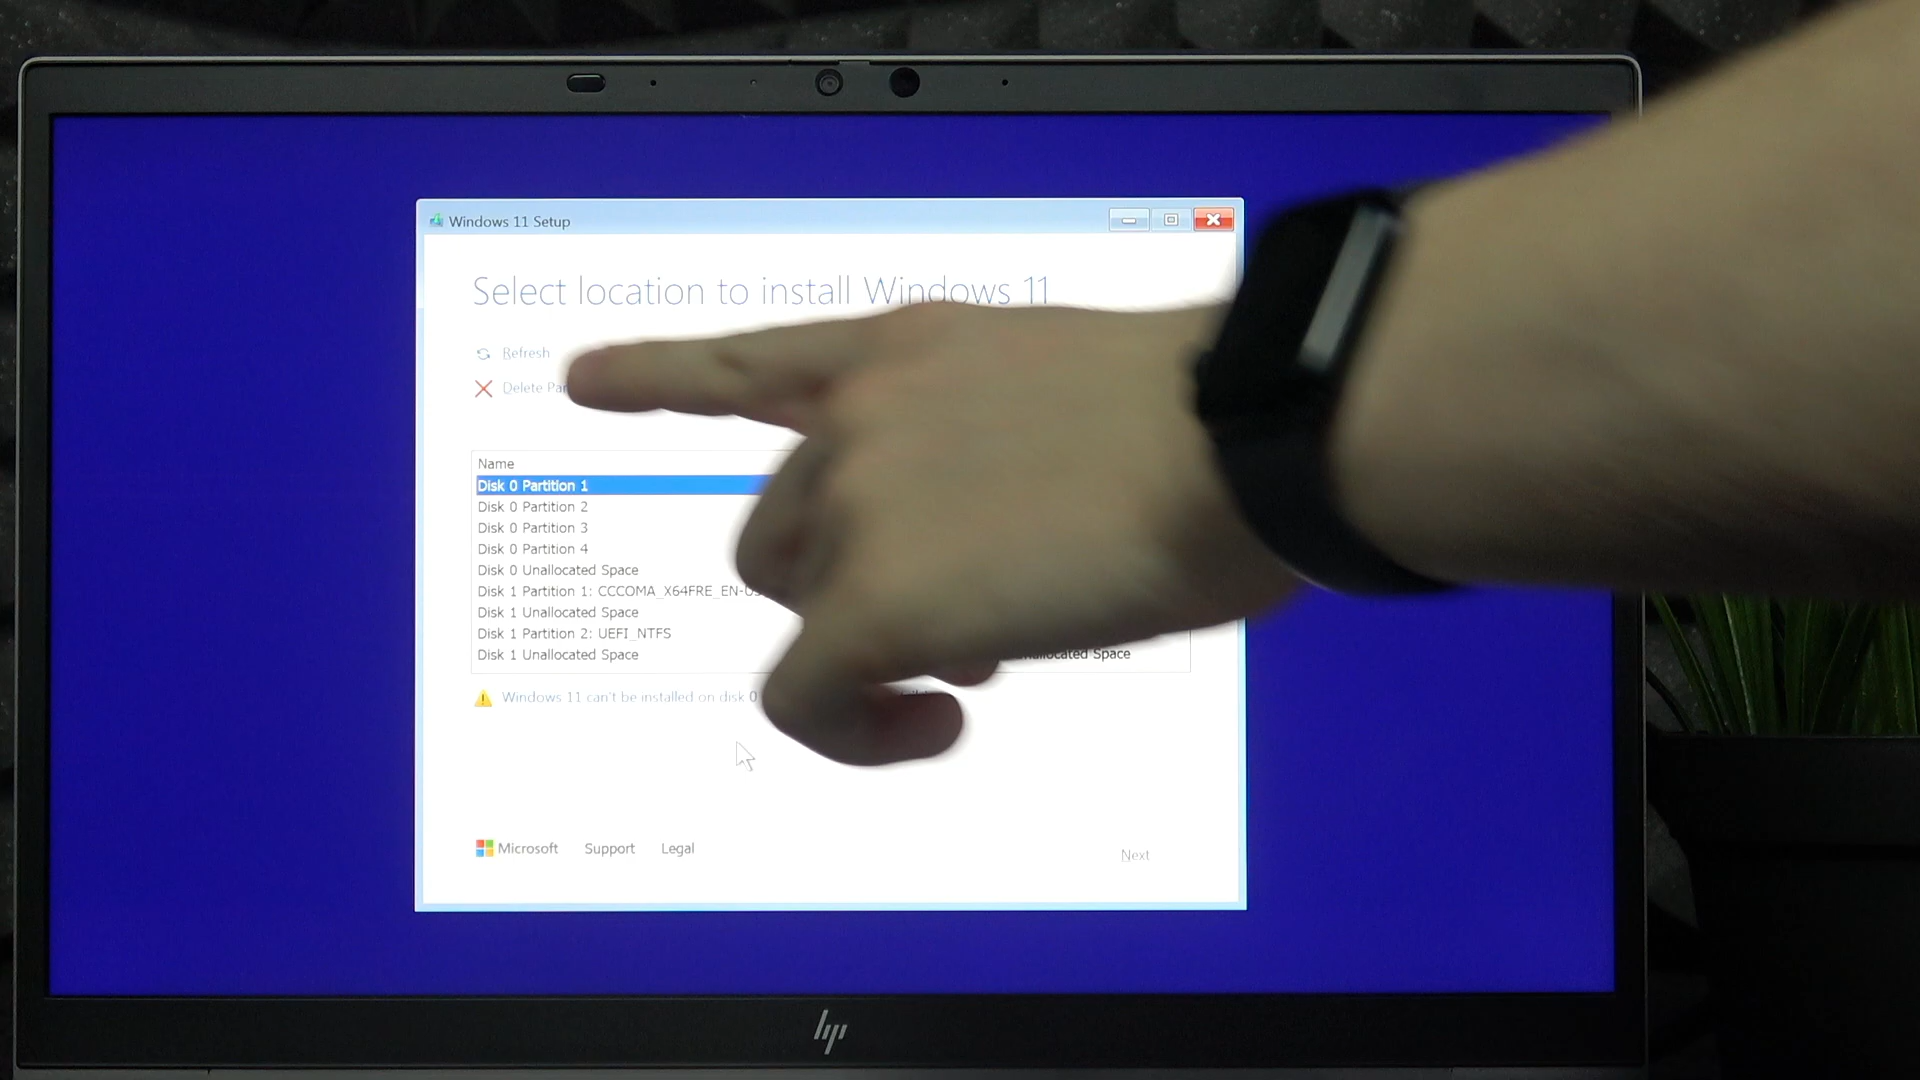 Windows 11 Setup
Select location to install Windows 11
Refresh
Delete
Name
Disk 0 Partition 1
Disk 0 Partition 2
Disk 0 Partition 3
Disk 0 Partition 4
Disk 0 Unallocated Space
Disk 1 Partition 1: CCCOMA_X64FRE_EN-US
Disk 1 Unallocated Space
Disk 1 Partition 2: UEFI_NTFS
Disk 1 Unallocated Space Unallocated Space
Windows 11 can't be installed on disk 0
Microsoft Support Legal
Next
hp